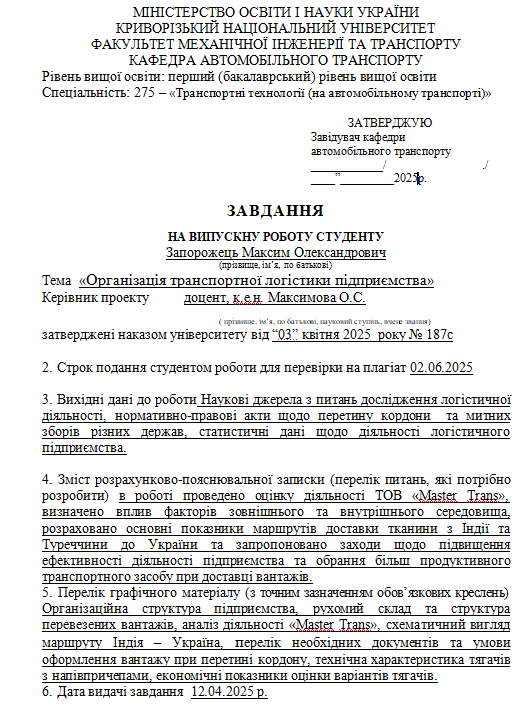 МІНІСТЕРСТВО ОСВІТИ І НАУКИ УКРАЇНИ
КРИВОРІЗЬКИЙ НАЦІОНАЛЬНИЙ УНІВЕРСИТЕТ
ФАКУЛЬТЕТ МЕХАНІЧНОЇ ІНЖЕНЕРІЇ ТА ТРАНСПОРТУ
КАФЕДРА АВТОМОБІЛЬНОГО ТРАНСПОРТУ
Рівень вищої освіти: перший (бакалаврський) рівень вищої освіти
Спеціальність: 275 – «Транспортні технології (на автомобільному транспорті)»
ЗАТВЕРДЖУЮ
Завідувач кафедри
автомобільного транспорту
____________/ ./
____”_________2025р.
ЗАВДАННЯ
НА ВИПУСКНУ РОБОТУ СТУДЕНТУ
Запорожець Максим Олександрович
(прізвище, ім’я, по батькові)
Тема «Організація транспортної логістики підприємства»
Керівник проекту доцент, к.е.н. Максимова О.С.
( прізвище, ім’я, по батькові, науковий ступінь, вчене звання)
затверджені наказом університету від “03” квітня 2025 року № 187с
2. Строк подання студентом роботи для перевірки на плагіат 02.06.2025
3. Вихідні дані до роботи Наукові джерела з питань дослідження логістичної
діяльності, нормативно-правові акти щодо перетину кордони та митних
зборів різних держав, статистичні дані щодо діяльності логістичного
підприємства.
4. Зміст розрахунково-пояснювальної записки (перелік питань, які потрібно
розробити) в роботі проведено оцінку діяльності ТОВ «Master Trans»,
визначено вплив факторів зовнішнього та внутрішнього середовища,
розраховано основні показники маршрутів доставки тканини з Індії та
Туреччини до України та запропоновано заходи щодо підвищення
ефективності діяльності підприємства та обрання більш продуктивного
транспортного засобу при доставці вантажів.
5. Перелік графічного матеріалу (з точним зазначенням обов’язкових креслень)
Організаційна структура підприємства, рухомий склад та структура
перевезених вантажів, аналіз діяльності «Master Trans», схематичний вигляд
маршруту Індія – Україна, перелік необхідних документів та умови
оформлення вантажу при перетині кордону, технічна характеристика тягачів
з напівпричепами, економічні показники оцінки варіантів тягачів.
6. Дата видачі завдання 12.04.2025 р.